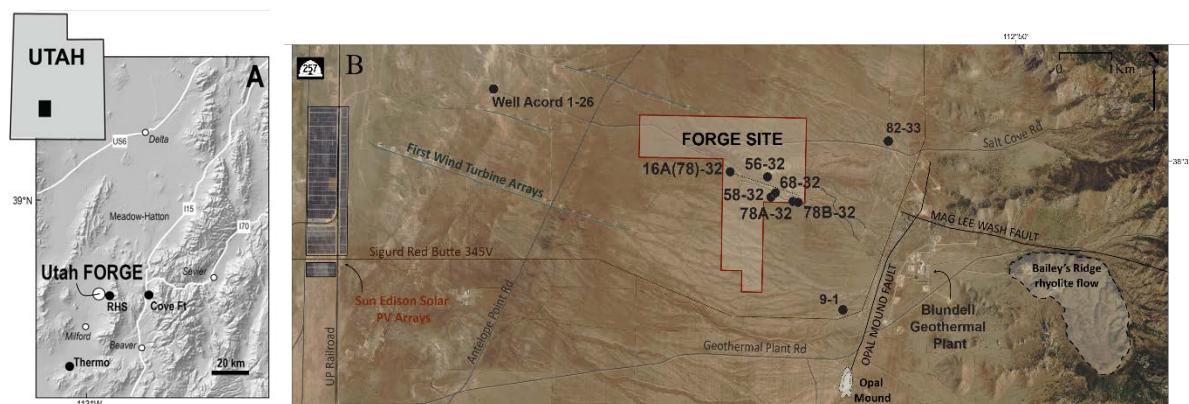 UTAH
A
US6
Delta
39°N
Meadow-Hatton
I15
I70
Utah FORGE
Sevier
RHS
Cove Ft
Milford
Beaver
Thermo
20 km
257
B
Well Acord 1-26
First Wind Turbine Arrays
Sigurd Red Butte 345V
Sun Edison Solar
PV Arrays
UP Railroad
Antelope Point Rd
FORGE SITE
16A(78)-32
56-32
68-32
58-32
78A-32
78B-32
82-33
Salt Cove Rd
MAG LEE WASH FAULT
9-1
OPAL MOUND FAULT
Blundell
Geothermal
Plant
Bailey's Ridge
rhyolite flow
Geothermal Plant Rd
Opal
Mound
112°50'
0
1Km